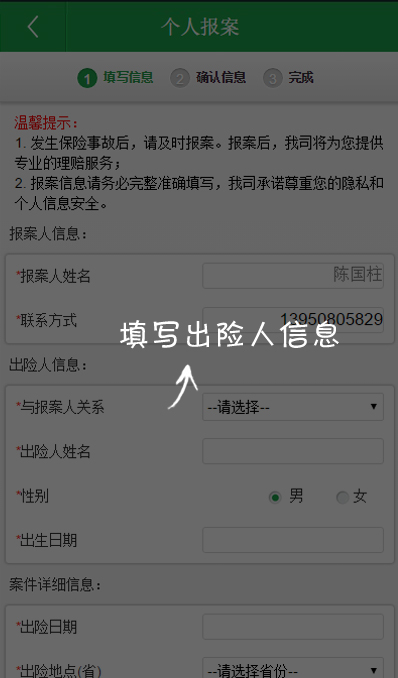 个人报案
1 填写信息 2 确认信息 3 完成
温馨提示：
1. 发生保险事故后，请及时报案。报案后，我司将为您提供
专业的理赔服务；
2. 报案信息请务必完整准确填写，我司承诺尊重您的隐私和
个人信息安全。
报案人信息：
*报案人姓名 陈国柱
*联系方式 13950805829
填写出险人信息
出险人信息：
*与报案人关系 --请选择--
*出险人姓名
*性别 男 女
*出生日期
案件详细信息：
*出险日期
*出险地点(省) --请选择省份--